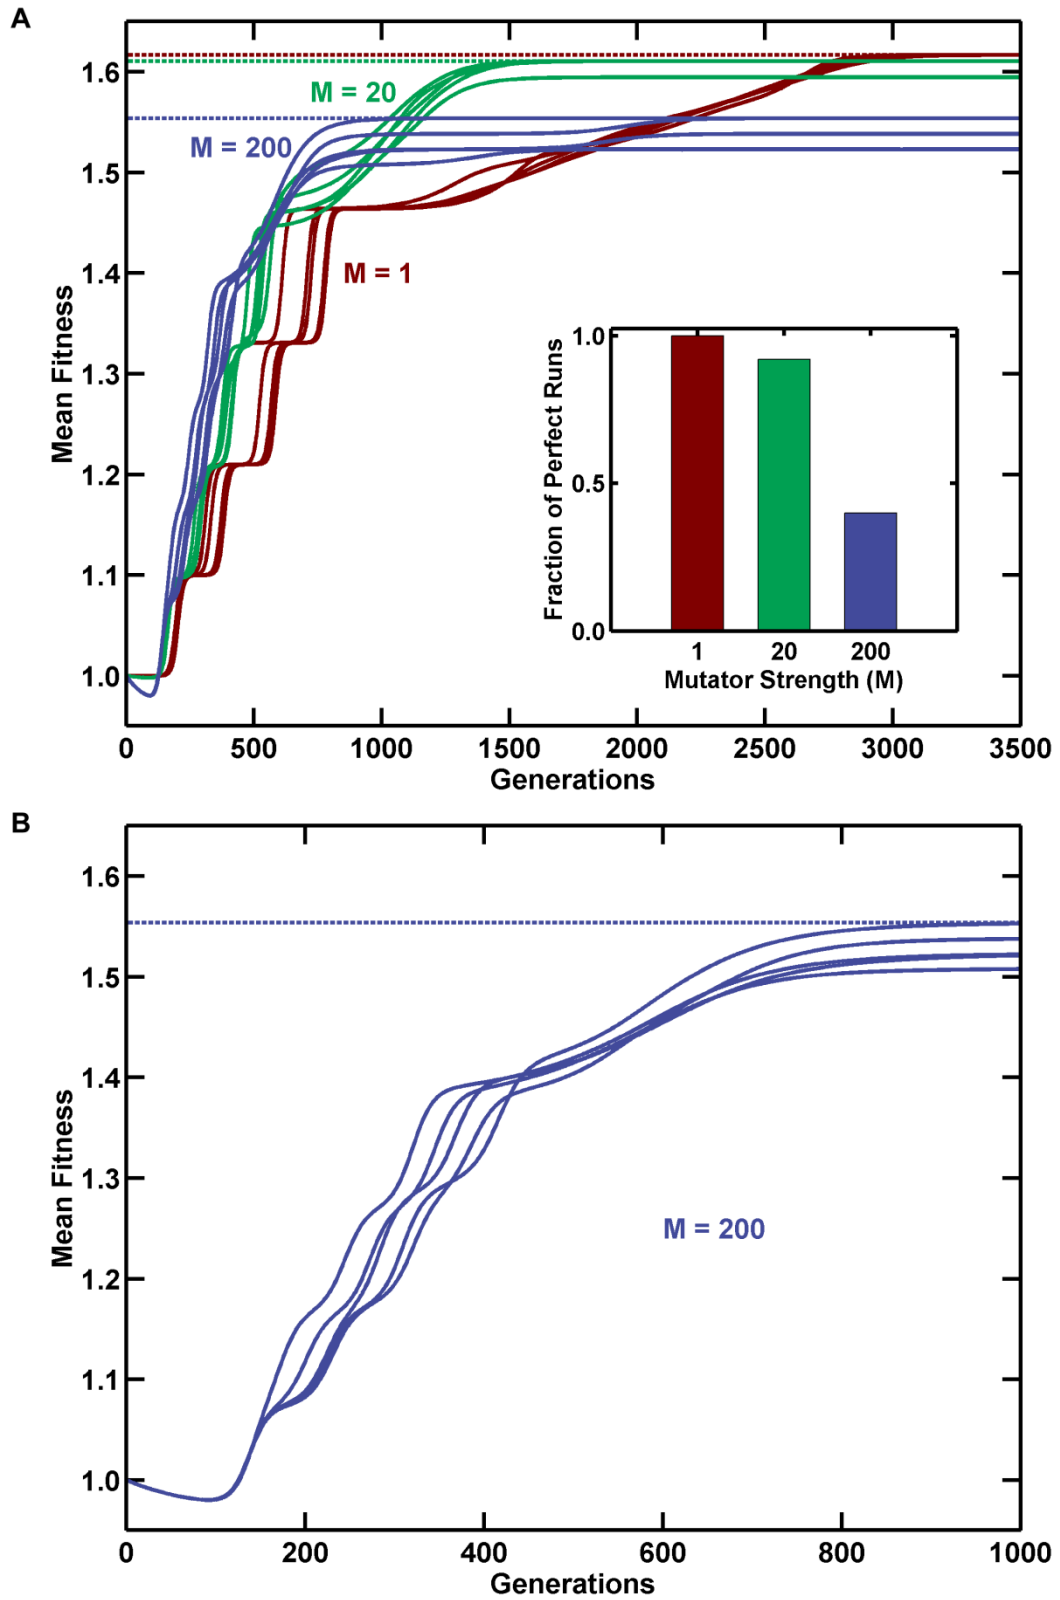 A
1.6
1.5
1.4
1.3
1.2
1.1
1.0
Mean Fitness
M = 20
M = 200
M = 1
1.0
0.5
0.0
Fraction of Perfect Runs
1 20 200
Mutator Strength (M)
0 500 1000 1500 2000 2500 3000 3500
Generations
B
1.6
1.5
1.4
1.3
1.2
1.1
1.0
Mean Fitness
M = 200
0 200 400 600 800 1000
Generations